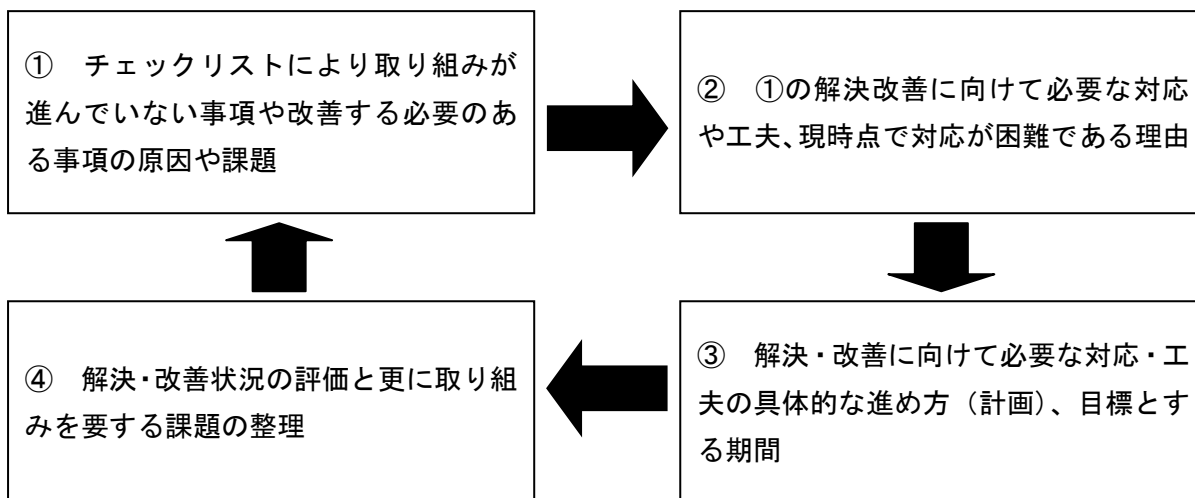 ①　チェックリストにより取り組みが
進んでいない事項や改善する必要のあ
る事項の原因や課題
②　①の解決改善に向けて必要な対応
や工夫、現時点で対応が困難である理由
③　解決・改善に向けて必要な対応・工
夫の具体的な進め方（計画）、目標とす
る期間
④　解決・改善状況の評価と更に取り組
みを要する課題の整理